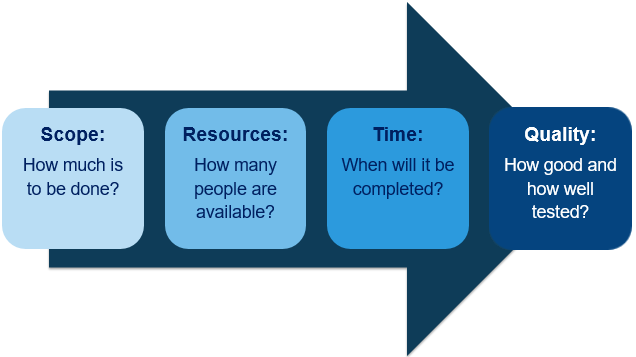 Scope:
How much is
to be done?
Resources:
How many
people are
available?
Time:
When will it be
completed?
Quality:
How good and
how well
tested?